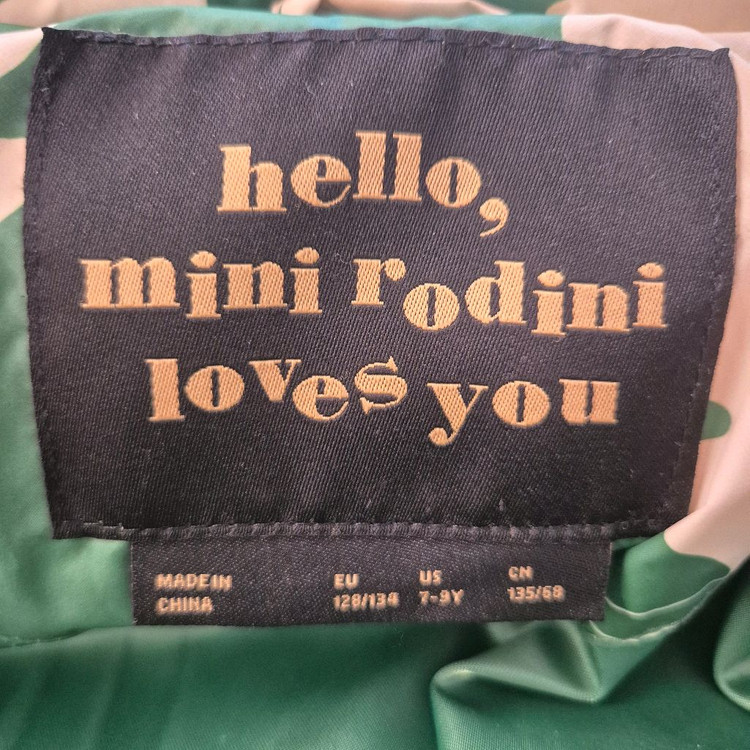 hello,
mini rodini
loves you
MADE IN EU US CN
CHINA 128/134 7-9Y 135/68